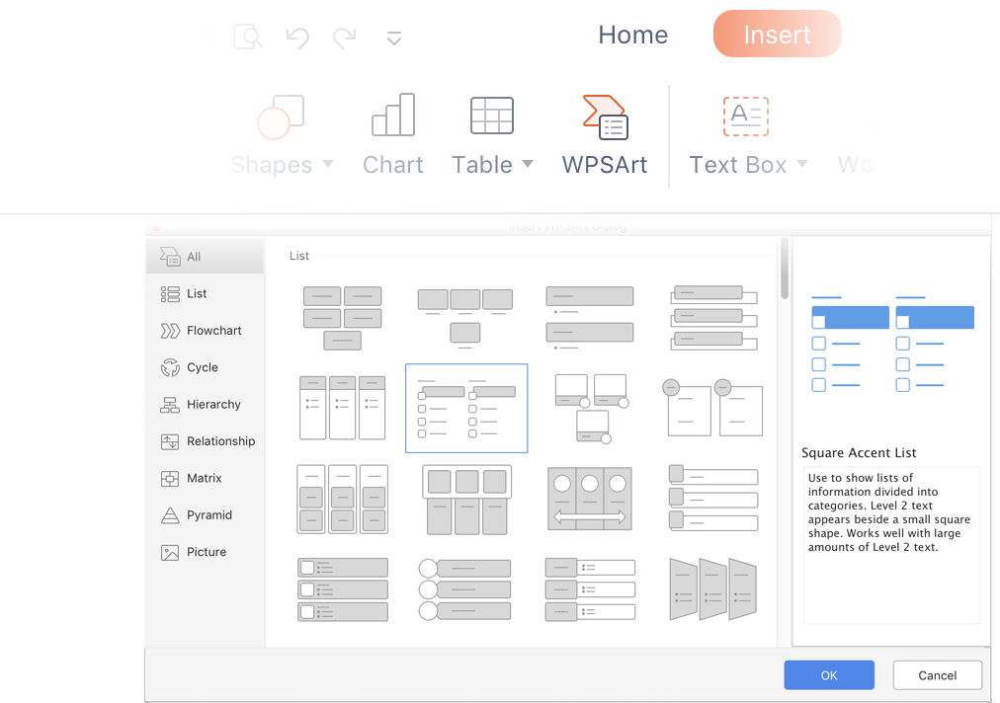 Home Insert
Shapes Chart Table WPSArt Text Box
Insert WPSArt Dialog
All
List
Flowchart
Cycle
Hierarchy
Relationship
Matrix
Pyramid
Picture
List
Square Accent List
Use to show lists of
information divided into
categories. Level 2 text
appears beside a small square
shape. Works well with large
amounts of Level 2 text.
OK Cancel